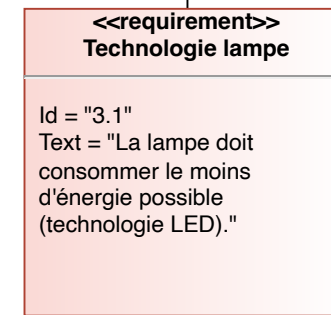 <<requirement>>
Technologie lampe
Id = "3.1"
Text = "La lampe doit
consommer le moins
d'énergie possible
(technologie LED)."